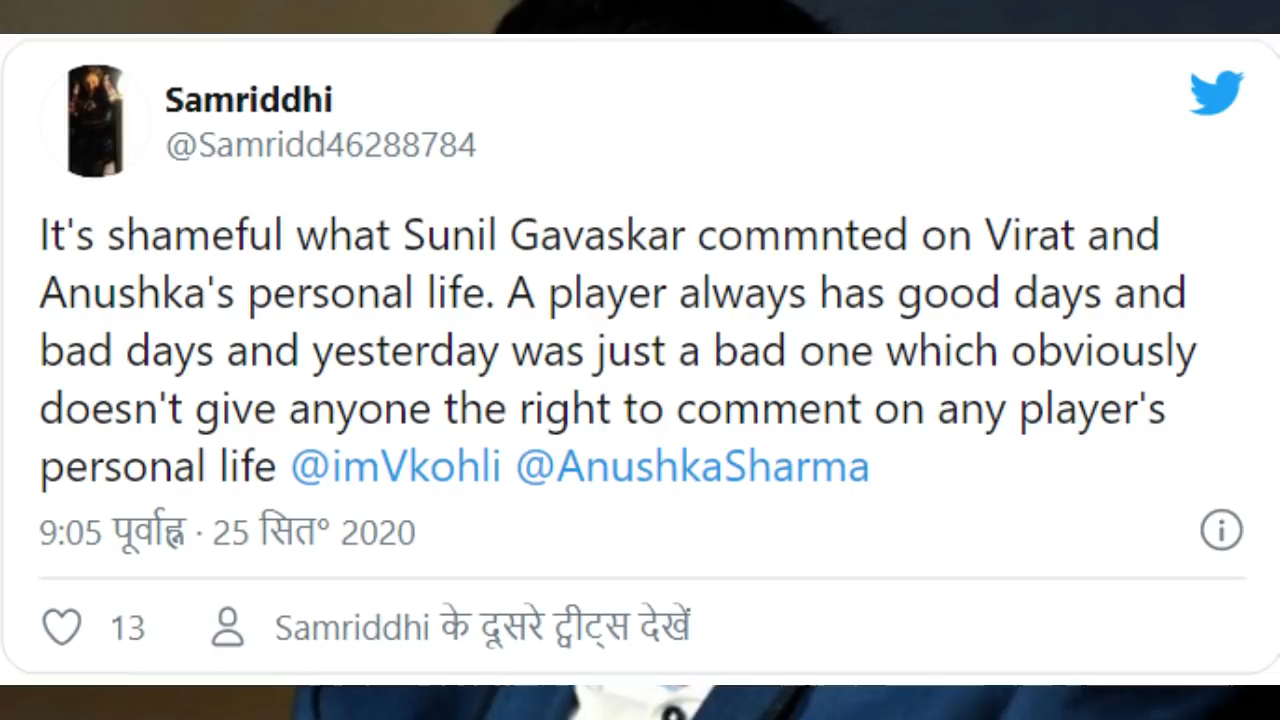 Samriddhi
@Samridd46288784
It's shameful what Sunil Gavaskar commnted on Virat and
Anushka's personal life. A player always has good days and
bad days and yesterday was just a bad one which obviously
doesn't give anyone the right to comment on any player's
personal life @imVkohli @AnushkaSharma
9:05 पूर्वाह्न · 25 सित॰ 2020
13 Samriddhi के दूसरे ट्वीट्स देखें